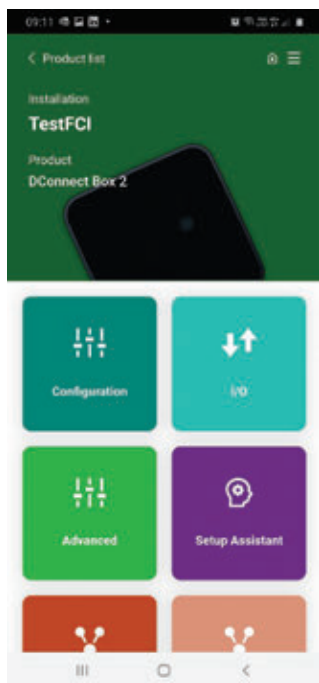 09:11
Product list
Installation
TestFCI
Product
DConnect Box 2
Configuration
I/O
Advanced
Setup Assistant